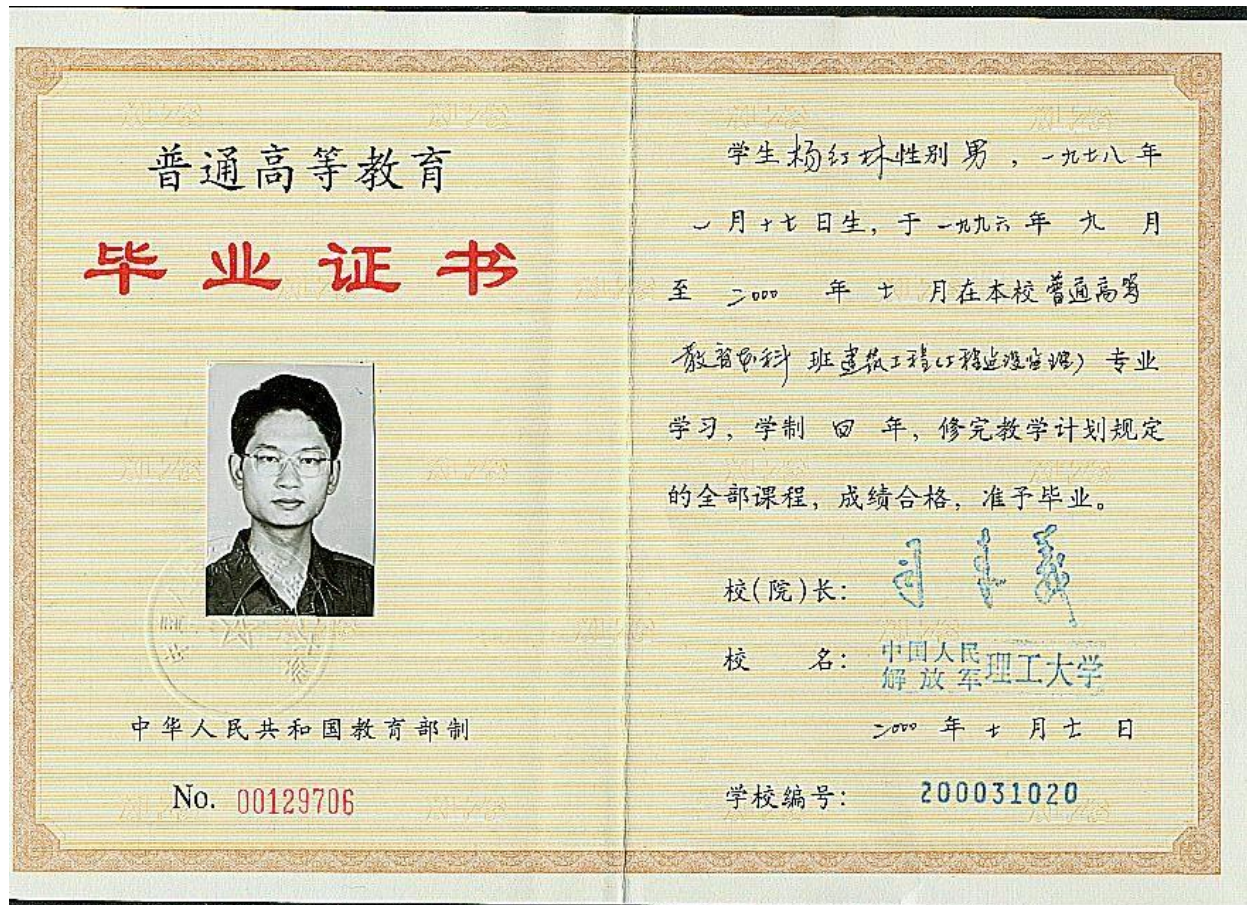 普通高等教育
毕业证书
中华人民共和国教育部制
No. 00129706
学生杨红林性别 男 ，一九七八年
一月十七日生，于一九九六年 九 月
至 二000 年 七 月在本校普通高等
教育本科 班建筑工程(工程建设监理）专业
学习，学制 四 年，修完教学计划规定
的全部课程，成绩合格，准予毕业。
校(院)长：
校 名：中国人民解放军理工大学
二000 年 七 月 七 日
学校编号： 200031020